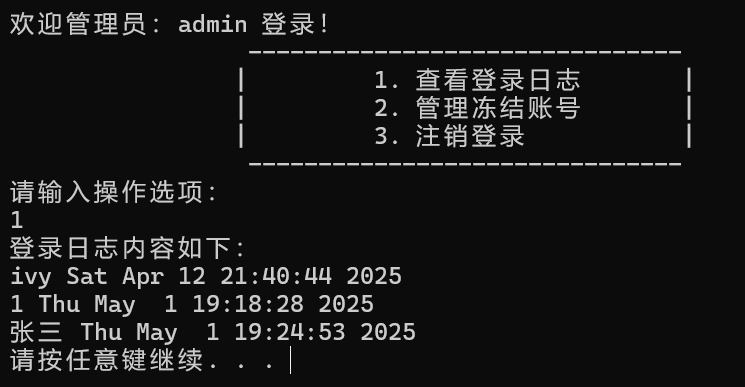 欢迎管理员：admin 登录！
-------------------------------
| 1. 查看登录日志 |
| 2. 管理冻结账号 |
| 3. 注销登录 |
-------------------------------
请输入操作选项：
1
登录日志内容如下：
ivy Sat Apr 12 21:40:44 2025
1 Thu May  1 19:18:28 2025
张三 Thu May  1 19:24:53 2025
请按任意键继续. . .